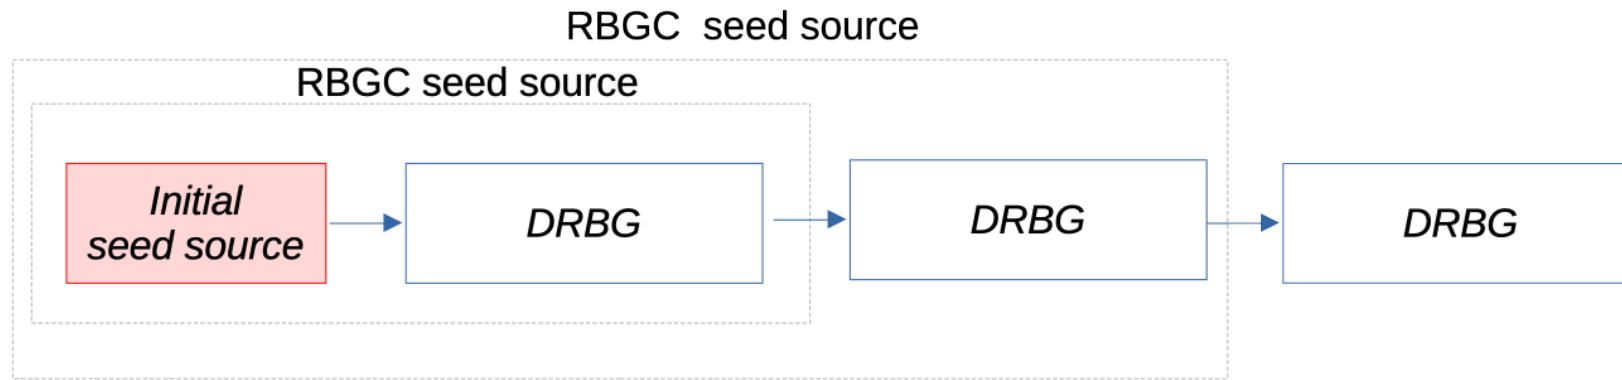 RBGC seed source
RBGC seed source
Initial
seed source
DRBG
DRBG
DRBG